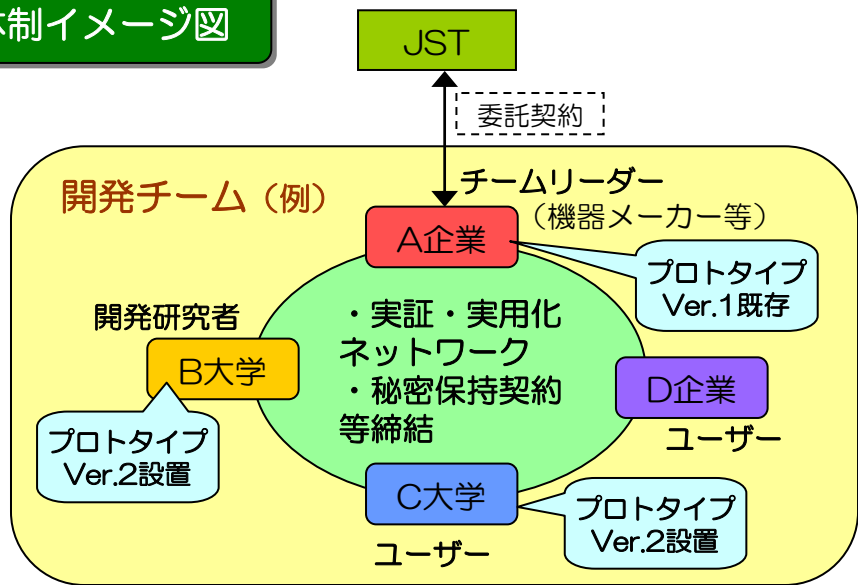 制イメージ図
JST
委託契約
開発チーム（例）
チームリーダー
（機器メーカー等）
A企業
プロトタイプ
Ver.1既存
開発研究者
B大学
・実証・実用化
ネットワーク
・秘密保持契約
等締結
D企業
ユーザー
プロトタイプ
Ver.2設置
C大学
ユーザー
プロトタイプ
Ver.2設置